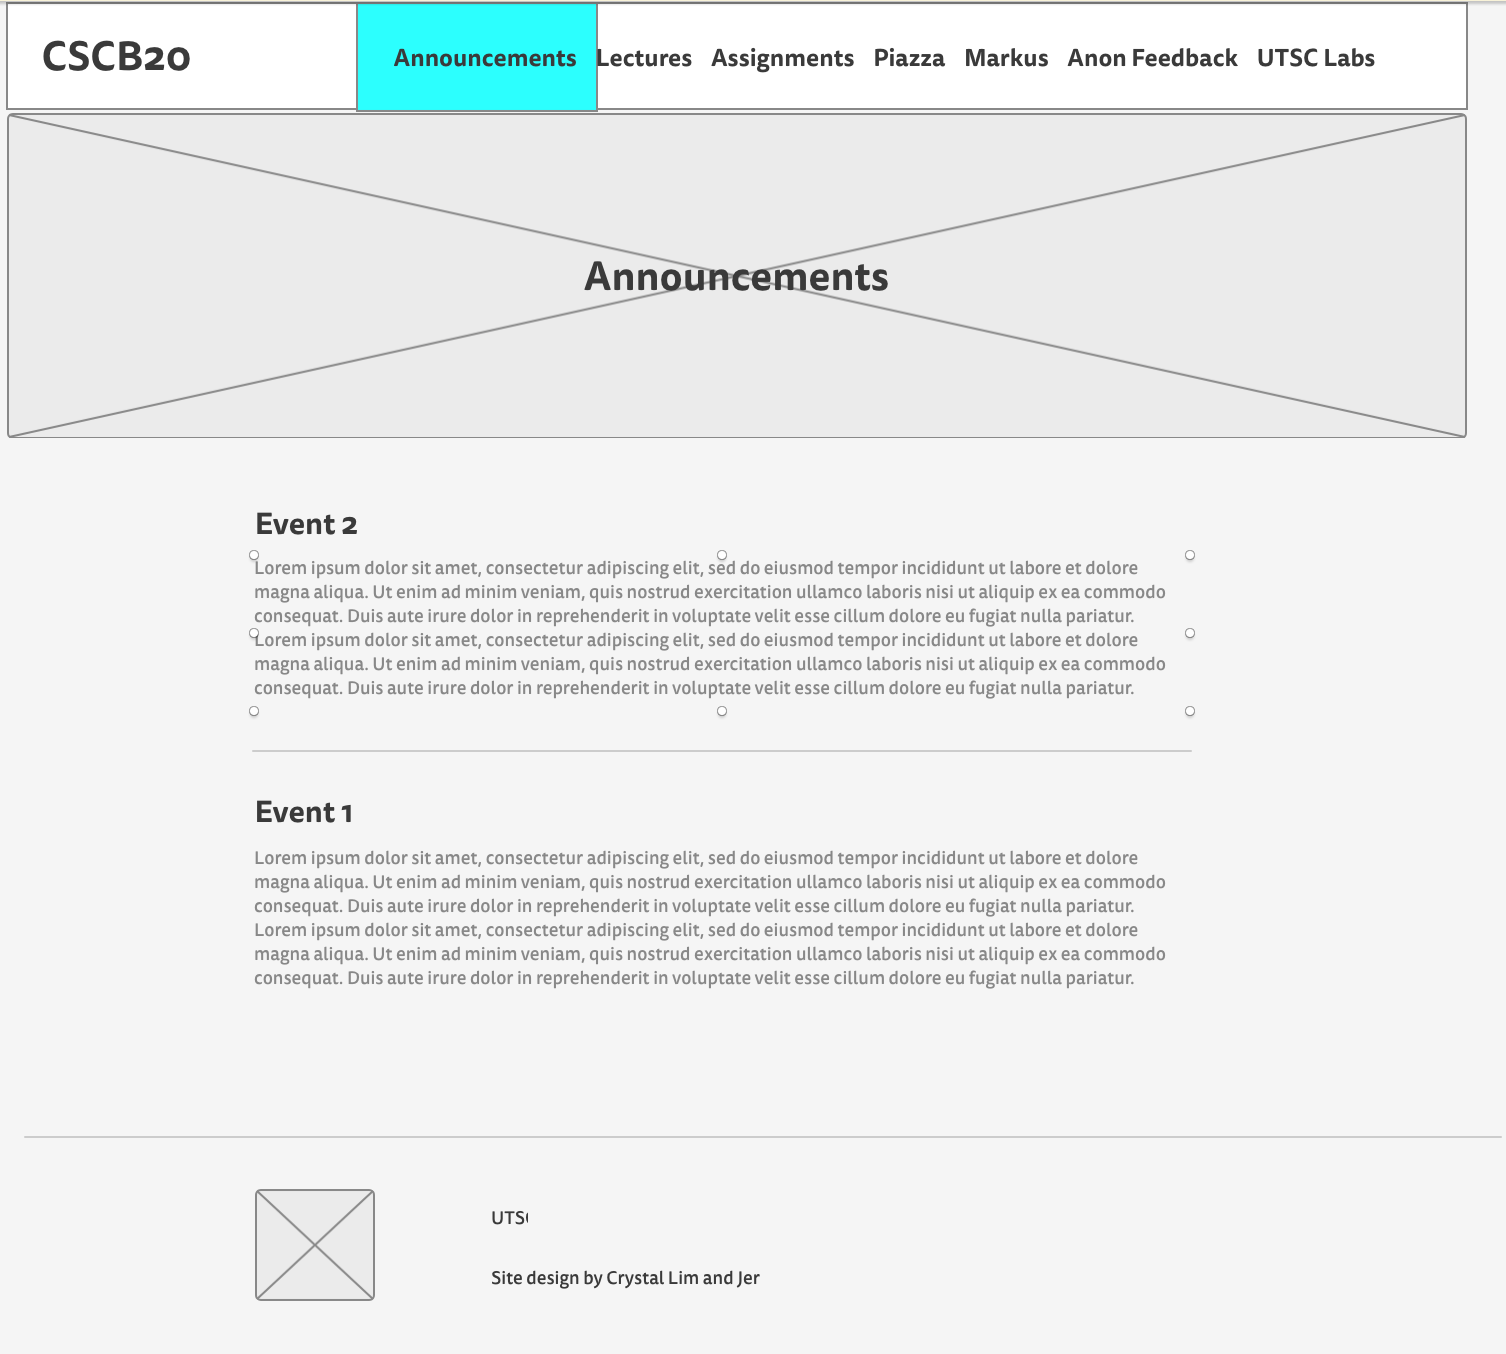 CSCB20
Announcements Lectures Assignments Piazza Markus Anon Feedback UTSC Labs
Announcements
Event 2
Lorem ipsum dolor sit amet, consectetur adipiscing elit, sed do eiusmod tempor incididunt ut labore et dolore
magna aliqua. Ut enim ad minim veniam, quis nostrud exercitation ullamco laboris nisi ut aliquip ex ea commodo
consequat. Duis aute irure dolor in reprehenderit in voluptate velit esse cillum dolore eu fugiat nulla pariatur.
Lorem ipsum dolor sit amet, consectetur adipiscing elit, sed do eiusmod tempor incididunt ut labore et dolore
magna aliqua. Ut enim ad minim veniam, quis nostrud exercitation ullamco laboris nisi ut aliquip ex ea commodo
consequat. Duis aute irure dolor in reprehenderit in voluptate velit esse cillum dolore eu fugiat nulla pariatur.
Event 1
Lorem ipsum dolor sit amet, consectetur adipiscing elit, sed do eiusmod tempor incididunt ut labore et dolore
magna aliqua. Ut enim ad minim veniam, quis nostrud exercitation ullamco laboris nisi ut aliquip ex ea commodo
consequat. Duis aute irure dolor in reprehenderit in voluptate velit esse cillum dolore eu fugiat nulla pariatur.
Lorem ipsum dolor sit amet, consectetur adipiscing elit, sed do eiusmod tempor incididunt ut labore et dolore
magna aliqua. Ut enim ad minim veniam, quis nostrud exercitation ullamco laboris nisi ut aliquip ex ea commodo
consequat. Duis aute irure dolor in reprehenderit in voluptate velit esse cillum dolore eu fugiat nulla pariatur.
Site design by Crystal Lim and Jer